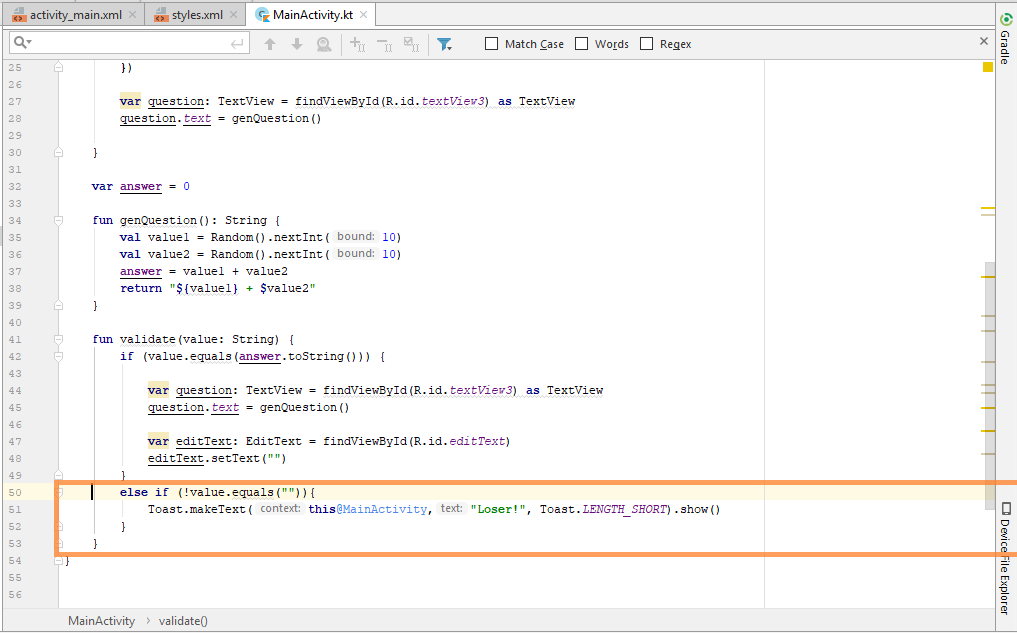 activity_main.xml styles.xml MainActivity.kt
Match Case Words Regex
Gradle
25 })
26
27 var question: TextView = findViewById(R.id.textView3) as TextView
28 question.text = genQuestion()
29
30 }
31
32 var answer = 0
33
34 fun genQuestion(): String {
35 val value1 = Random().nextInt( bound: 10)
36 val value2 = Random().nextInt( bound: 10)
37 answer = value1 + value2
38 return "${value1} + $value2"
39 }
40
41 fun validate(value: String) {
42 if (value.equals(answer.toString())) {
43
44 var question: TextView = findViewById(R.id.textView3) as TextView
45 question.text = genQuestion()
46
47 var editText: EditText = findViewById(R.id.editText)
48 editText.setText("")
49 }
50 else if (!value.equals("")){
51 Toast.makeText( context: this@MainActivity, text: "Loser!", Toast.LENGTH_SHORT).show()
52 }
53 }
54 }
55
56
Device File Explorer
MainActivity › validate()